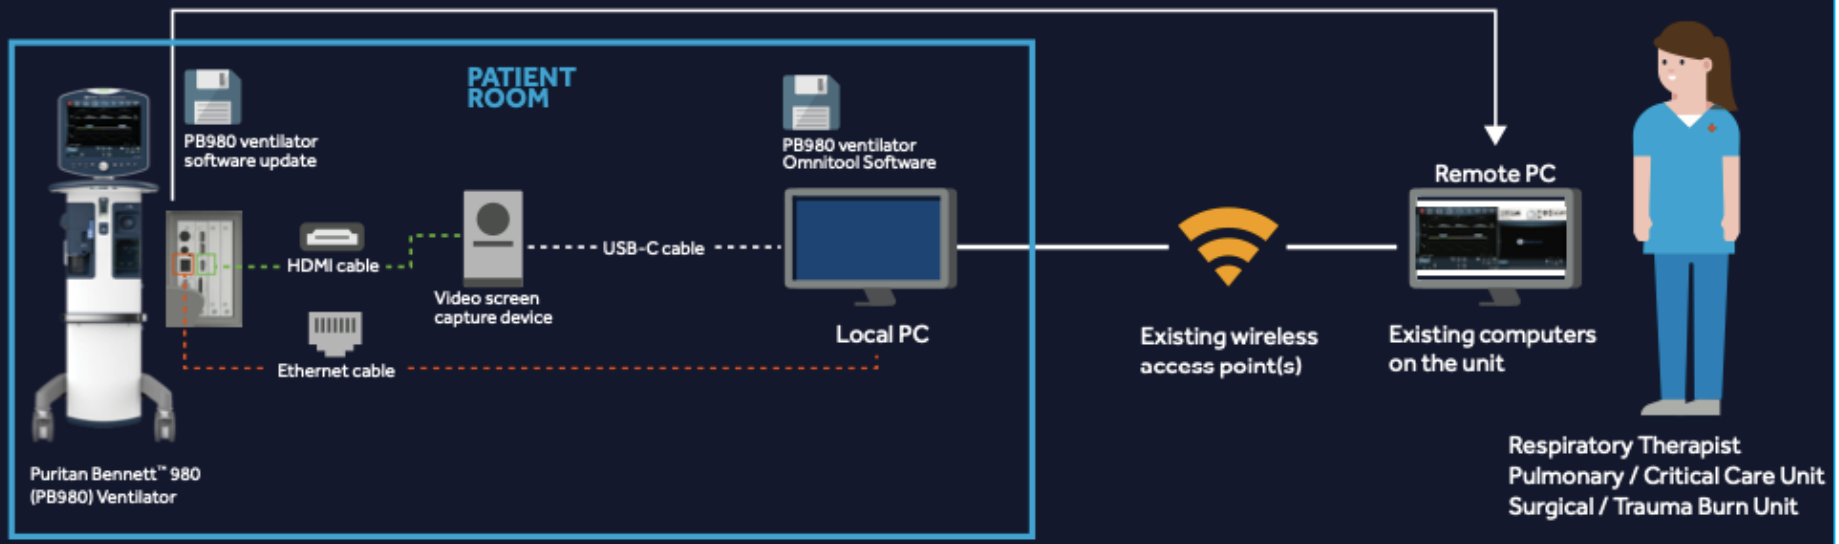 PATIENT
ROOM
PB980 ventilator
software update
PB980 ventilator
Omnitool Software
Remote PC
HDMI cable
USB-C cable
Video screen
capture device
Local PC
Ethernet cable
Existing wireless
access point(s)
Existing computers
on the unit
Puritan Bennett™ 980
(PB980) Ventilator
Respiratory Therapist
Pulmonary / Critical Care Unit
Surgical / Trauma Burn Unit